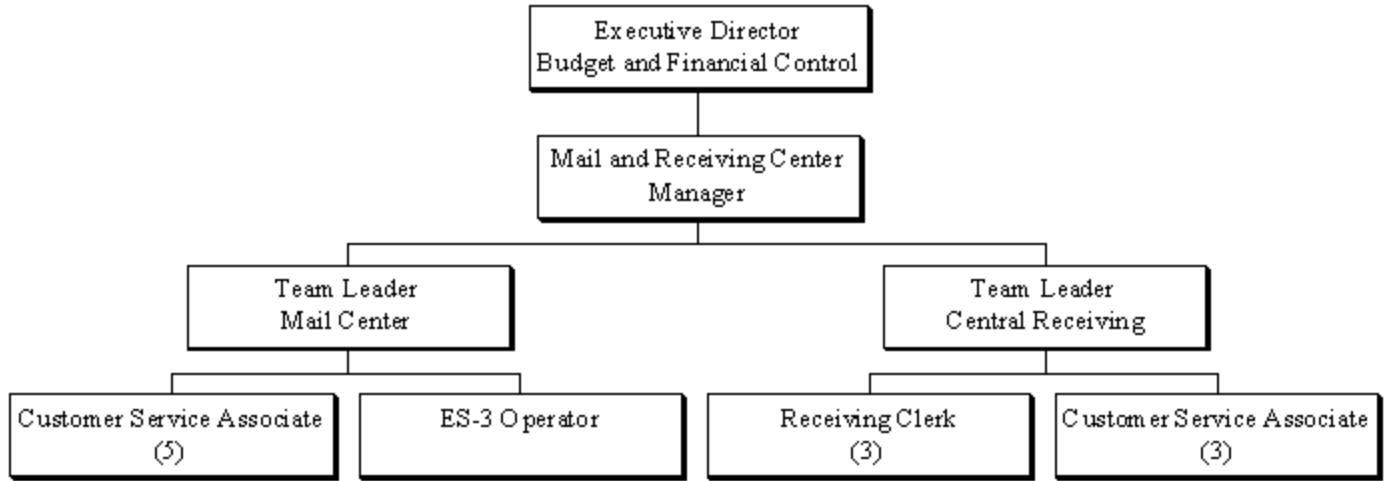 Executive Director
Budget and Financial Control
Mail and Receiving Center
Manager
Team Leader
Mail Center
Team Leader
Central Receiving
Customer Service Associate
(5)
ES-3 Operator
Receiving Clerk
(3)
Customer Service Associate
(3)